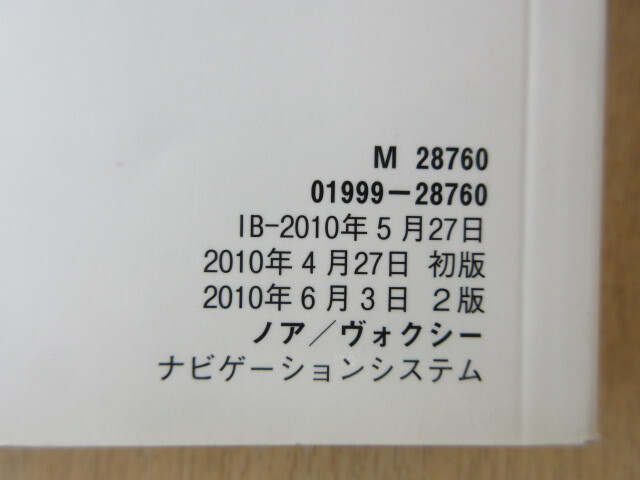 M 28760
01999-28760
IB-2010年5月27日
2010年4月27日 初版
2010年6月3日 2版
ノア/ヴォクシー
ナビゲーションシステム